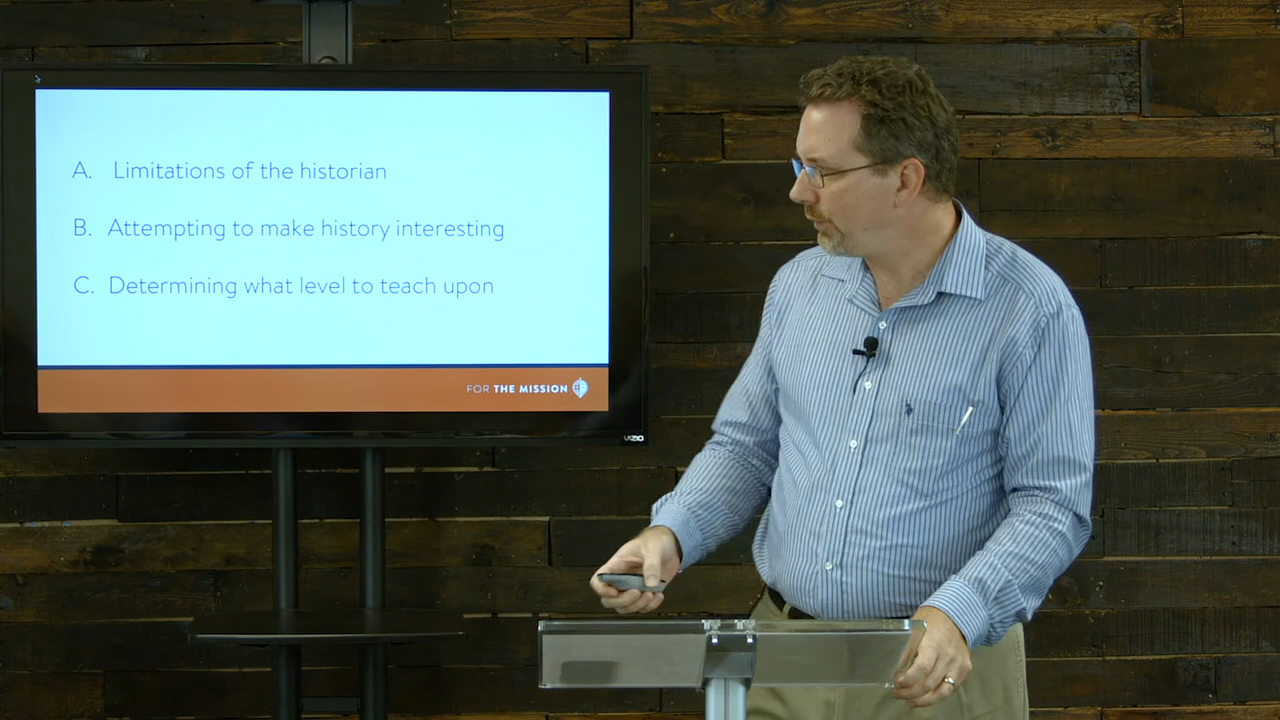 A. Limitations of the historian
B. Attempting to make history interesting
C. Determining what level to teach upon
FOR THE MISSION
VIZIO